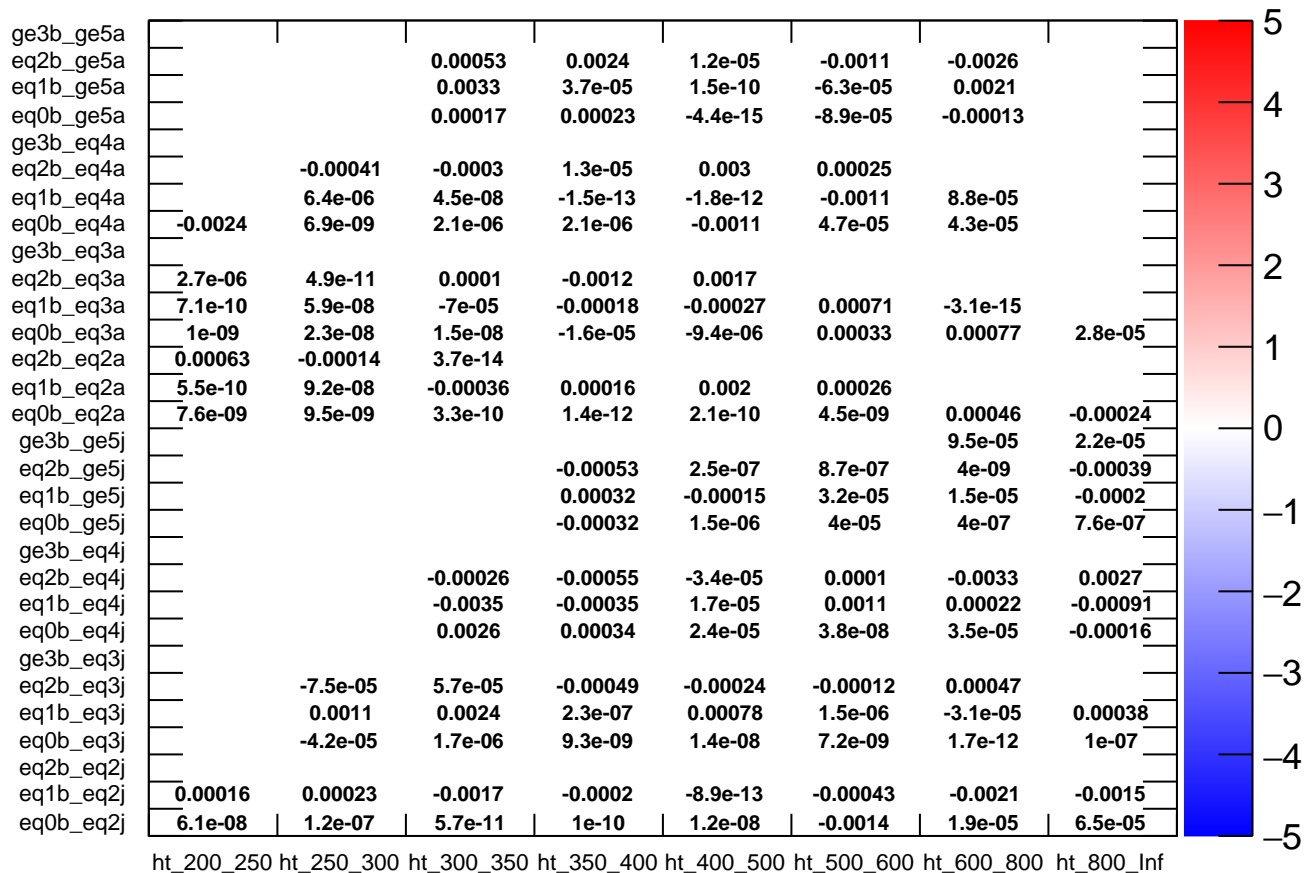 ge3b_ge5a
eq2b_ge5a 0.00053 0.0024 1.2e-05 -0.0011 -0.0026
eq1b_ge5a 0.0033 3.7e-05 1.5e-10 -6.3e-05 0.0021
eq0b_ge5a 0.00017 0.00023 -4.4e-15 -8.9e-05 -0.00013
ge3b_eq4a
eq2b_eq4a -0.00041 -0.0003 1.3e-05 0.003 0.00025
eq1b_eq4a 6.4e-06 4.5e-08 -1.5e-13 -1.8e-12 -0.0011 8.8e-05
eq0b_eq4a -0.0024 6.9e-09 2.1e-06 2.1e-06 -0.0011 4.7e-05 4.3e-05
ge3b_eq3a
eq2b_eq3a 2.7e-06 4.9e-11 0.0001 -0.0012 0.0017
eq1b_eq3a 7.1e-10 5.9e-08 -7e-05 -0.00018 -0.00027 0.00071 -3.1e-15
eq0b_eq3a 1e-09 2.3e-08 1.5e-08 -1.6e-05 -9.4e-06 0.00033 0.00077 2.8e-05
eq2b_eq2a 0.00063 -0.00014 3.7e-14
eq1b_eq2a 5.5e-10 9.2e-08 -0.00036 0.00016 0.002 0.00026
eq0b_eq2a 7.6e-09 9.5e-09 3.3e-10 1.4e-12 2.1e-10 4.5e-09 0.00046 -0.00024
ge3b_ge5j 9.5e-05 2.2e-05
eq2b_ge5j -0.00053 2.5e-07 8.7e-07 4e-09 -0.00039
eq1b_ge5j 0.00032 -0.00015 3.2e-05 1.5e-05 -0.0002
eq0b_ge5j -0.00032 1.5e-06 4e-05 4e-07 7.6e-07
ge3b_eq4j
eq2b_eq4j -0.00026 -0.00055 -3.4e-05 0.0001 -0.0033 0.0027
eq1b_eq4j -0.0035 -0.00035 1.7e-05 0.0011 0.00022 -0.00091
eq0b_eq4j 0.0026 0.00034 2.4e-05 3.8e-08 3.5e-05 -0.00016
ge3b_eq3j
eq2b_eq3j -7.5e-05 5.7e-05 -0.00049 -0.00024 -0.00012 0.00047
eq1b_eq3j 0.0011 0.0024 2.3e-07 0.00078 1.5e-06 -3.1e-05 0.00038
eq0b_eq3j -4.2e-05 1.7e-06 9.3e-09 1.4e-08 7.2e-09 1.7e-12 1e-07
eq2b_eq2j
eq1b_eq2j 0.00016 0.00023 -0.0017 -0.0002 -8.9e-13 -0.00043 -0.0021 -0.0015
eq0b_eq2j 6.1e-08 1.2e-07 5.7e-11 1e-10 1.2e-08 -0.0014 1.9e-05 6.5e-05
ht_200_250 ht_250_300 ht_300_350 ht_350_400 ht_400_500 ht_500_600 ht_600_800 ht_800_Inf
5
4
3
2
1
0
−1
−2
−3
−4
−5